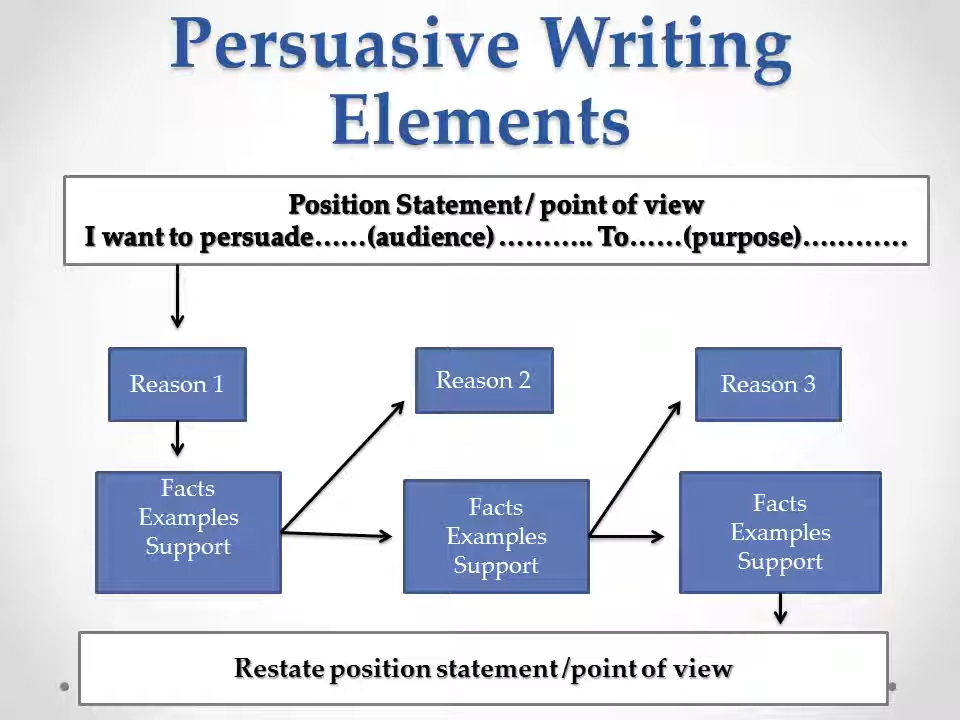 Persuasive Writing
Elements
Position Statement / point of view
I want to persuade……(audience) ……….. To……(purpose)…………
Reason 1
Reason 2
Reason 3
Facts
Examples
Support
Facts
Examples
Support
Facts
Examples
Support
Restate position statement /point of view